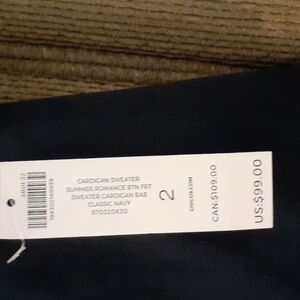 CARDIGAN SWEATER
SUMMER ROMANCE BTN FRT
SWEATER CARDIGAN BAS
CLASSIC NAVY
570320630
2
CHICOS.COM
CAN:$109.00
US:$99.00